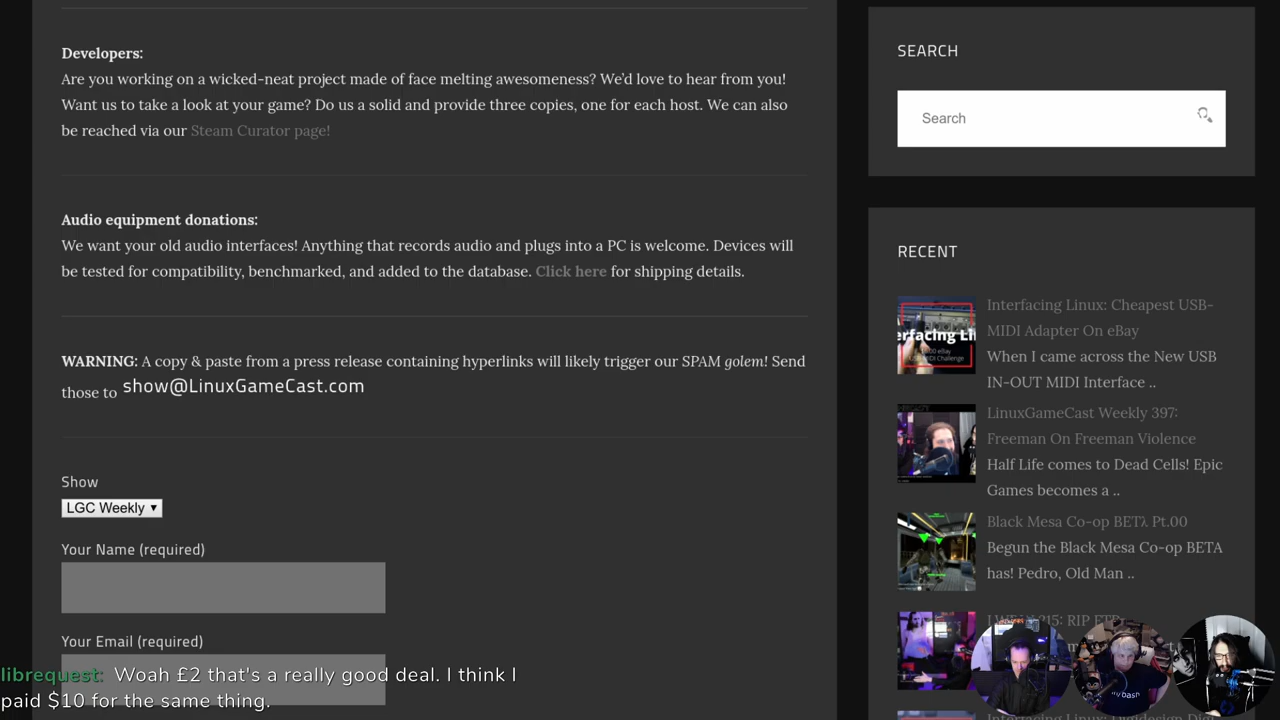 Developers:
Are you working on a wicked-neat project made of face melting awesomeness? We'd love to hear from you!
Want us to take a look at your game? Do us a solid and provide three copies, one for each host. We can also
be reached via our Steam Curator page!
Audio equipment donations:
We want your old audio interfaces! Anything that records audio and plugs into a PC is welcome. Devices will
be tested for compatibility, benchmarked, and added to the database. Click here for shipping details.
WARNING: A copy & paste from a press release containing hyperlinks will likely trigger our SPAM golem! Send
those to show@LinuxGameCast.com
Show
LGC Weekly
Your Name (required)
Your Email (required)
librequest: Woah £2 that's a really good deal. I think I
paid $10 for the same thing.
SEARCH
Search
RECENT
Interfacing Linux: Cheapest USB-
MIDI Adapter On eBay
When I came across the New USB
IN-OUT MIDI Interface ..
LinuxGameCast Weekly 397:
Freeman On Freeman Violence
Half Life comes to Dead Cells! Epic
Games becomes a ..
Black Mesa Co-op BETλ Pt.00
Begun the Black Mesa Co-op BETA
has! Pedro, Old Man ..